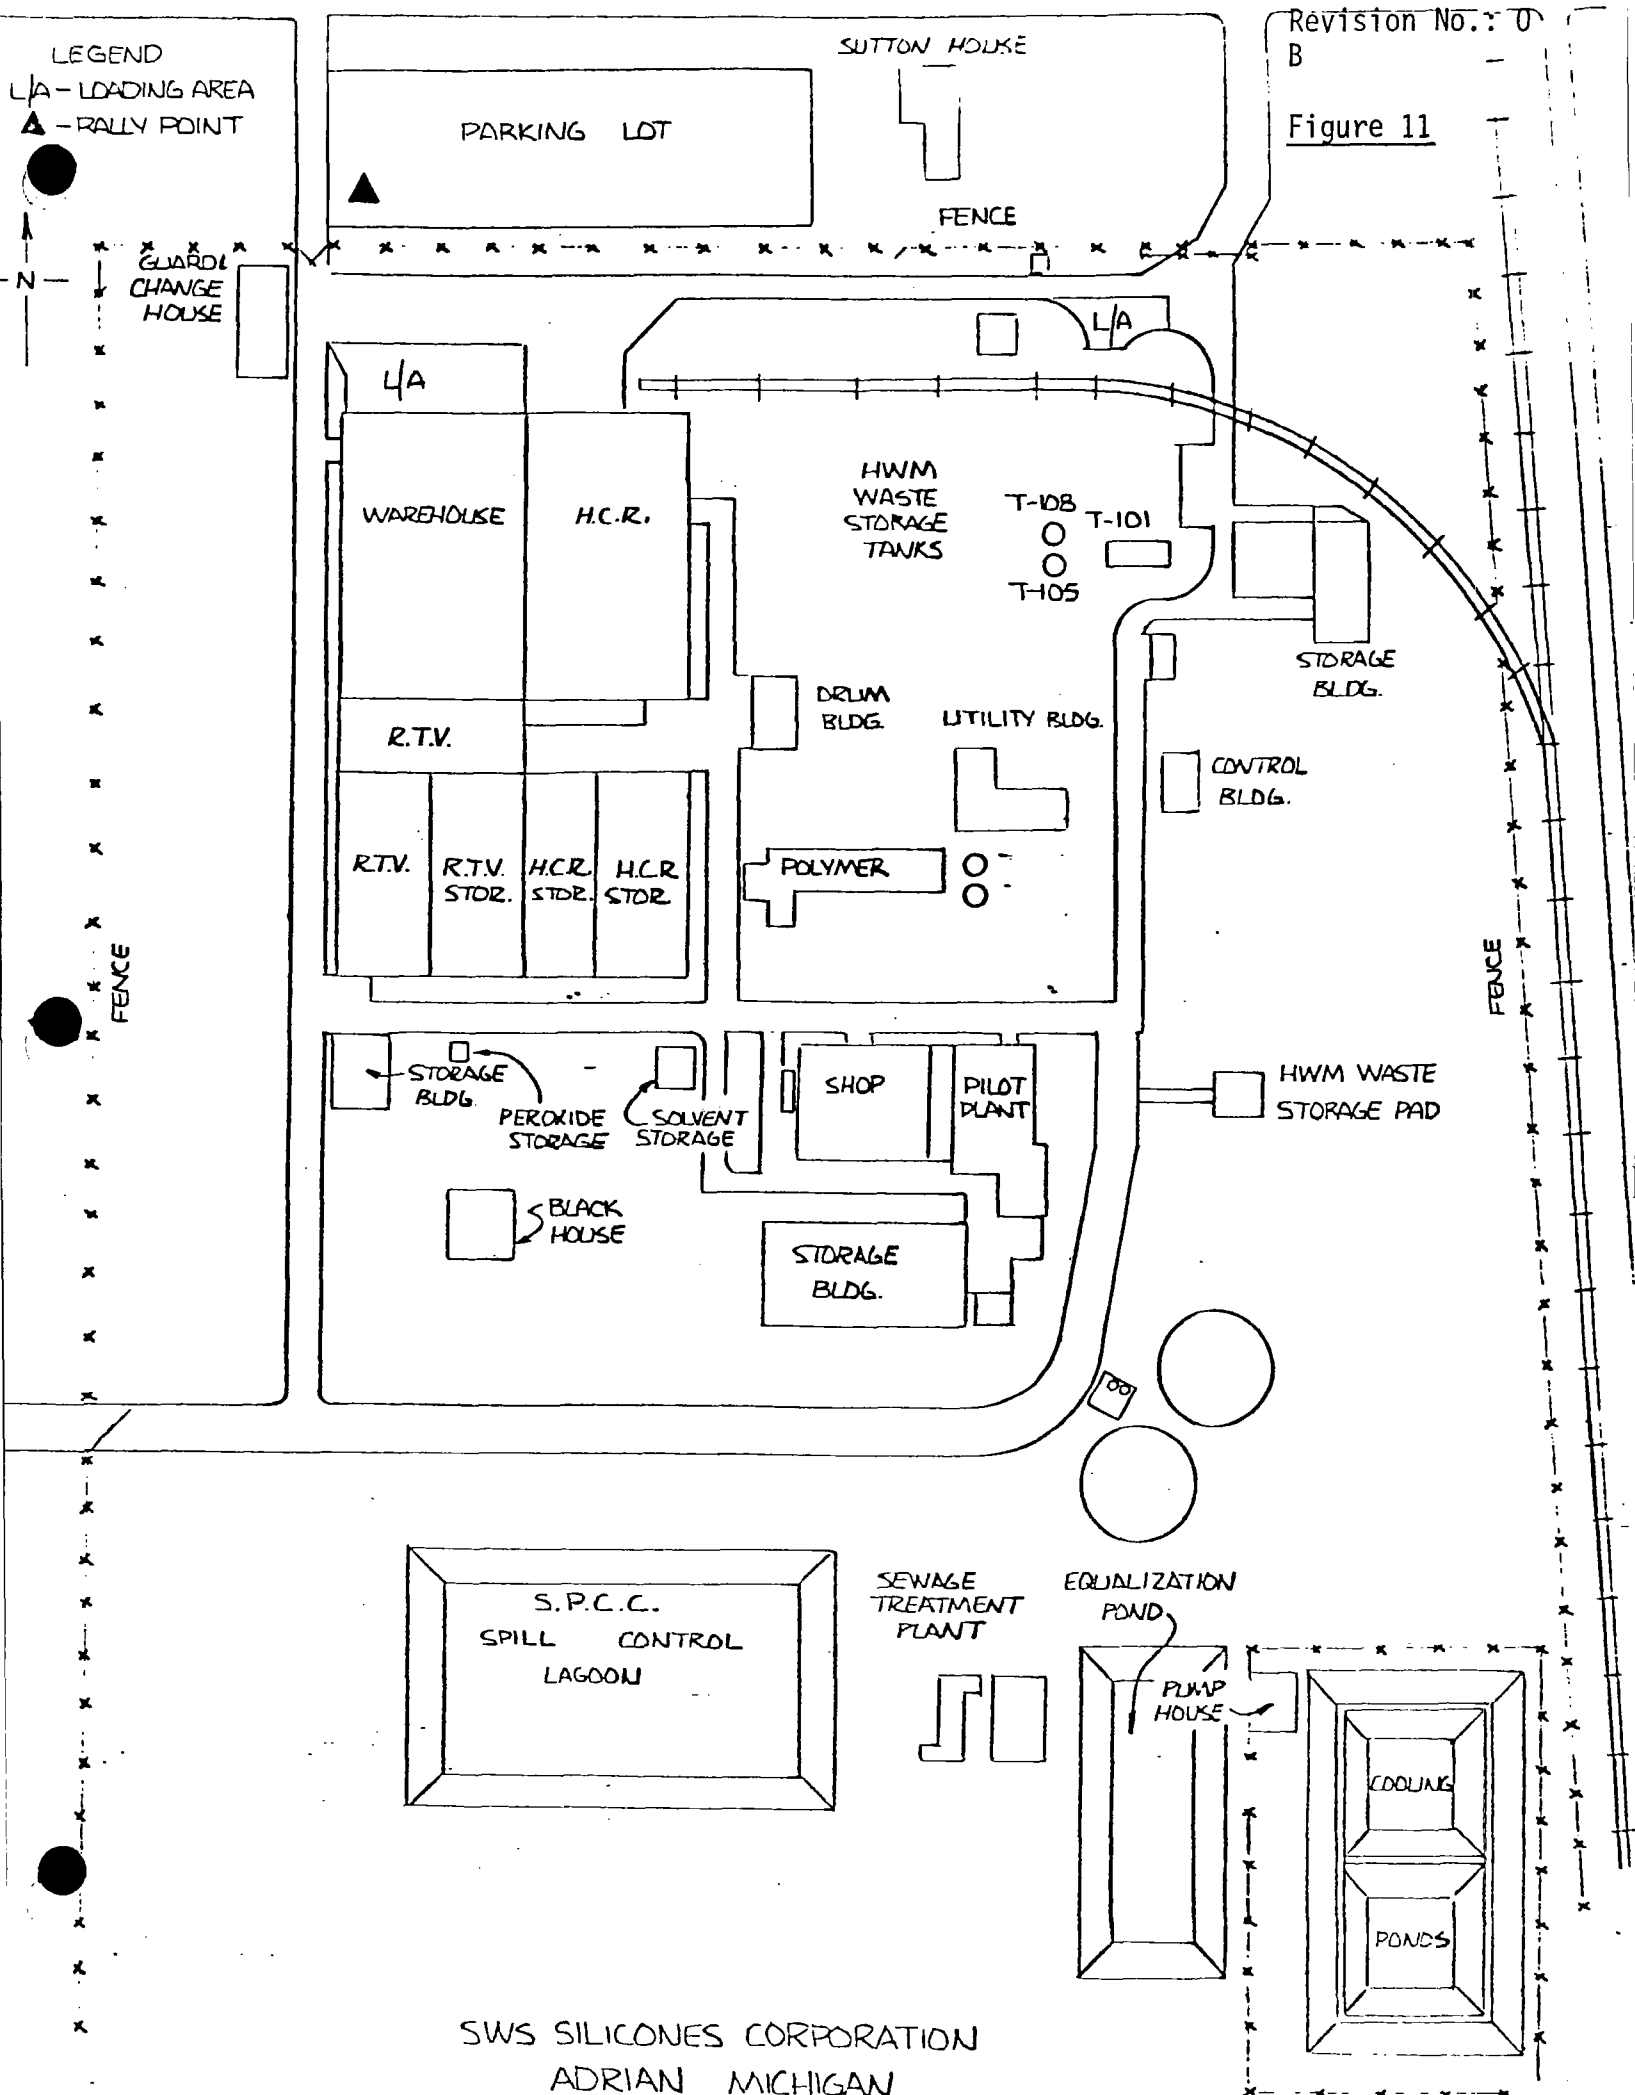 Revision No.: 0
B
Figure 11
LEGEND
L/A - LOADING AREA
▲ - RALLY POINT
SUTTON HOUSE
PARKING LOT
FENCE
N
GUARD &
CHANGE
HOUSE
L/A
L/A
WAREHOUSE
H.C.R.
HWM
WASTE
STORAGE
TANKS
T-108
T-101
T-105
STORAGE
BLDG.
DRUM
BLDG.
UTILITY BLDG.
R.T.V.
CONTROL
BLDG.
R.T.V.
R.T.V.
STOR.
H.C.R.
STOR.
H.C.R
STOR.
POLYMER
FENCE
FENCE
STORAGE
BLDG.
PEROXIDE
STORAGE
SOLVENT
STORAGE
SHOP
PILOT
PLANT
HWM WASTE
STORAGE PAD
BLACK
HOUSE
STORAGE
BLDG.
S.P.C.C.
SPILL CONTROL
LAGOON
SEWAGE
TREATMENT
PLANT
EQUALIZATION
POND
PUMP
HOUSE
COOLING
PONDS
SWS SILICONES CORPORATION
ADRIAN MICHIGAN